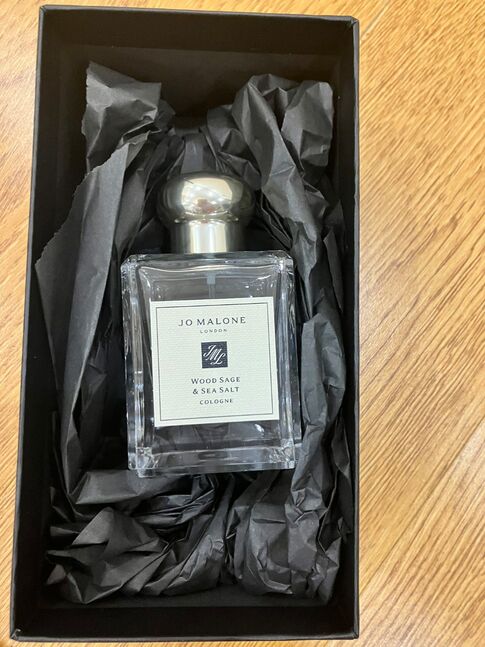 JO MALONE
LONDON
JML
WOOD SAGE
& SEA SALT
COLOGNE